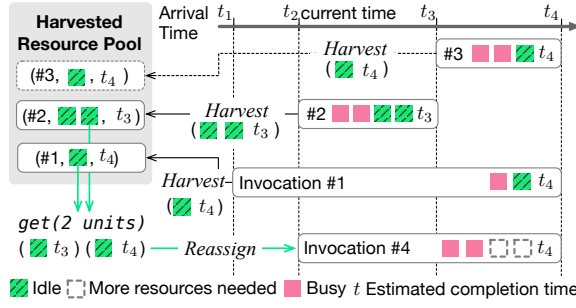 Harvested
Resource Pool
Arrival
Time
t₁
t₂ current time
t₃
t₄
(#3, , t₄ )
Harvest
( t₄)
#3 t₄
(#2, , t₃)
Harvest
( t₃)
#2 t₃
(#1, , t₄)
Harvest
( t₄)
Invocation #1 t₄
get(2 units)
( t₃)( t₄)
Reassign
Invocation #4 t₄
Idle More resources needed Busy t Estimated completion time